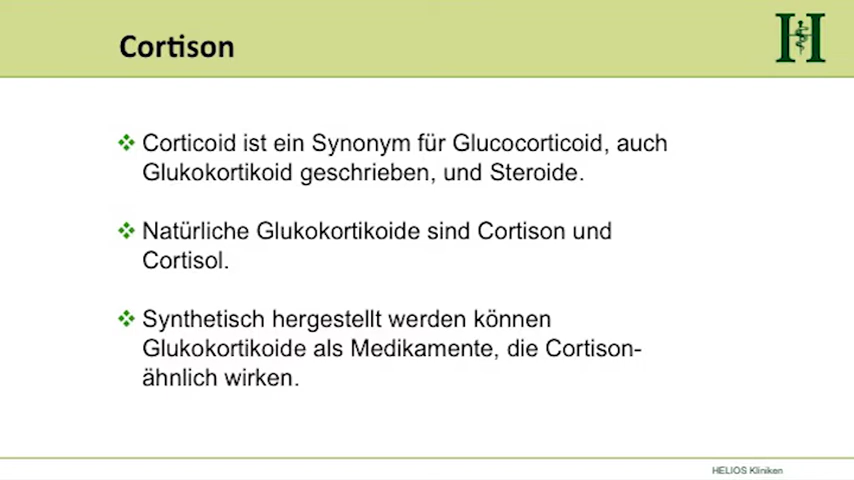 Cortison
H
Corticoid ist ein Synonym für Glucocorticoid, auch
Glukokortikoid geschrieben, und Steroide.
Natürliche Glukokortikoide sind Cortison und
Cortisol.
Synthetisch hergestellt werden können
Glukokortikoide als Medikamente, die Cortison-
ähnlich wirken.
HELIOS Kliniken